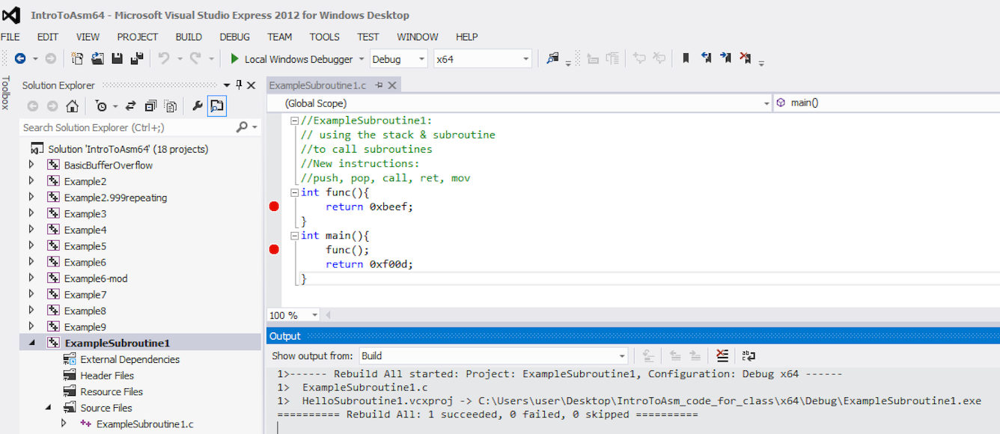 IntroToAsm64 - Microsoft Visual Studio Express 2012 for Windows Desktop
FILE EDIT VIEW PROJECT BUILD DEBUG TEAM TOOLS TEST WINDOW HELP
Local Windows Debugger Debug x64
Toolbox
Solution Explorer
Search Solution Explorer (Ctrl+;)
Solution 'IntroToAsm64' (18 projects)
BasicBufferOverflow
Example2
Example2.999repeating
Example3
Example4
Example5
Example6
Example6-mod
Example7
Example8
Example9
ExampleSubroutine1
External Dependencies
Header Files
Resource Files
Source Files
ExampleSubroutine1.c
ExampleSubroutine1.c
(Global Scope) main()
//ExampleSubroutine1:
// using the stack & subroutine
//to call subroutines
//New instructions:
//push, pop, call, ret, mov
int func(){
return 0xbeef;
}
int main(){
func();
return 0xf00d;
}
100 %
Output
Show output from: Build
1>------ Rebuild All started: Project: ExampleSubroutine1, Configuration: Debug x64 ------
1> ExampleSubroutine1.c
1> HelloSubroutine1.vcxproj -> C:\Users\user\Desktop\IntroToAsm_code_for_class\x64\Debug\ExampleSubroutine1.exe
========== Rebuild All: 1 succeeded, 0 failed, 0 skipped ==========